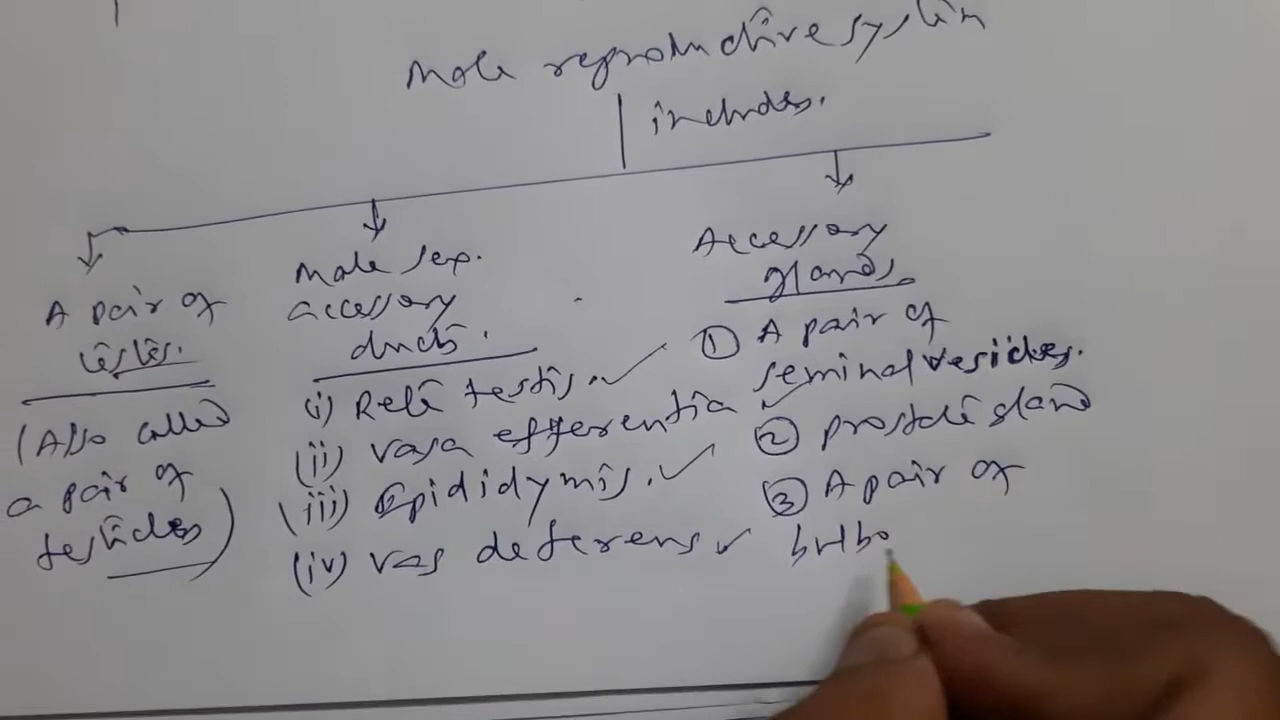 Male reproductive system
includes.
A pair of
testes.
(Also called
a pair of
testicles)
Male sex.
accessory
ducts.
(i) Rete testis.
(ii) vasa efferentia
(iii) Epididymis.
(iv) vas deferens
Accessory
glands.
① A pair of
seminal vesicles.
② prostate gland
③ A pair of
bulbo